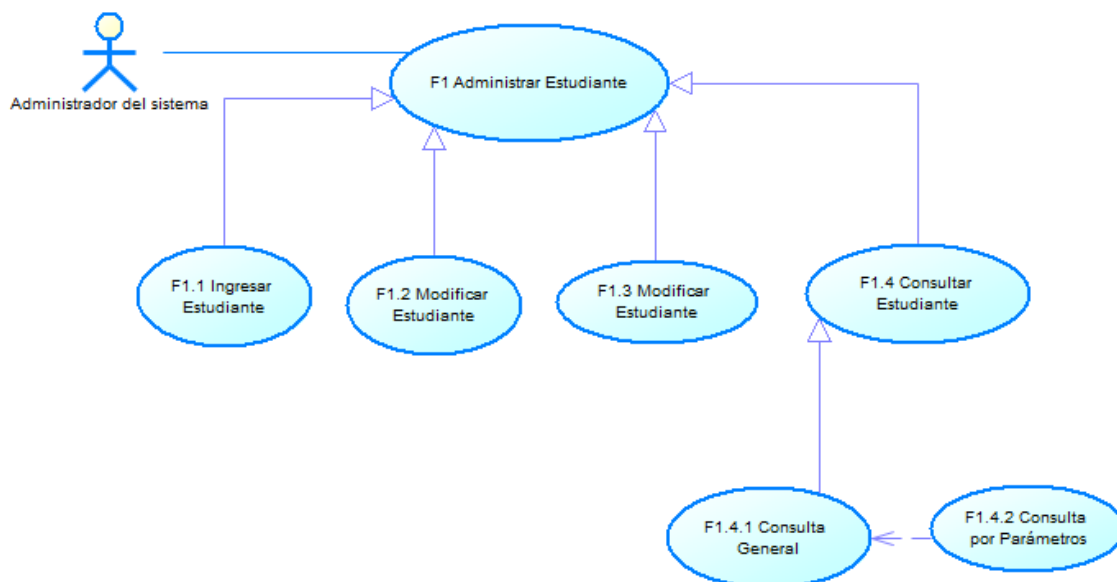 F1 Administrar Estudiante
Administrador del sistema
F1.1 Ingresar
Estudiante
F1.2 Modificar
Estudiante
F1.3 Modificar
Estudiante
F1.4 Consultar
Estudiante
F1.4.1 Consulta
General
F1.4.2 Consulta
por Parámetros